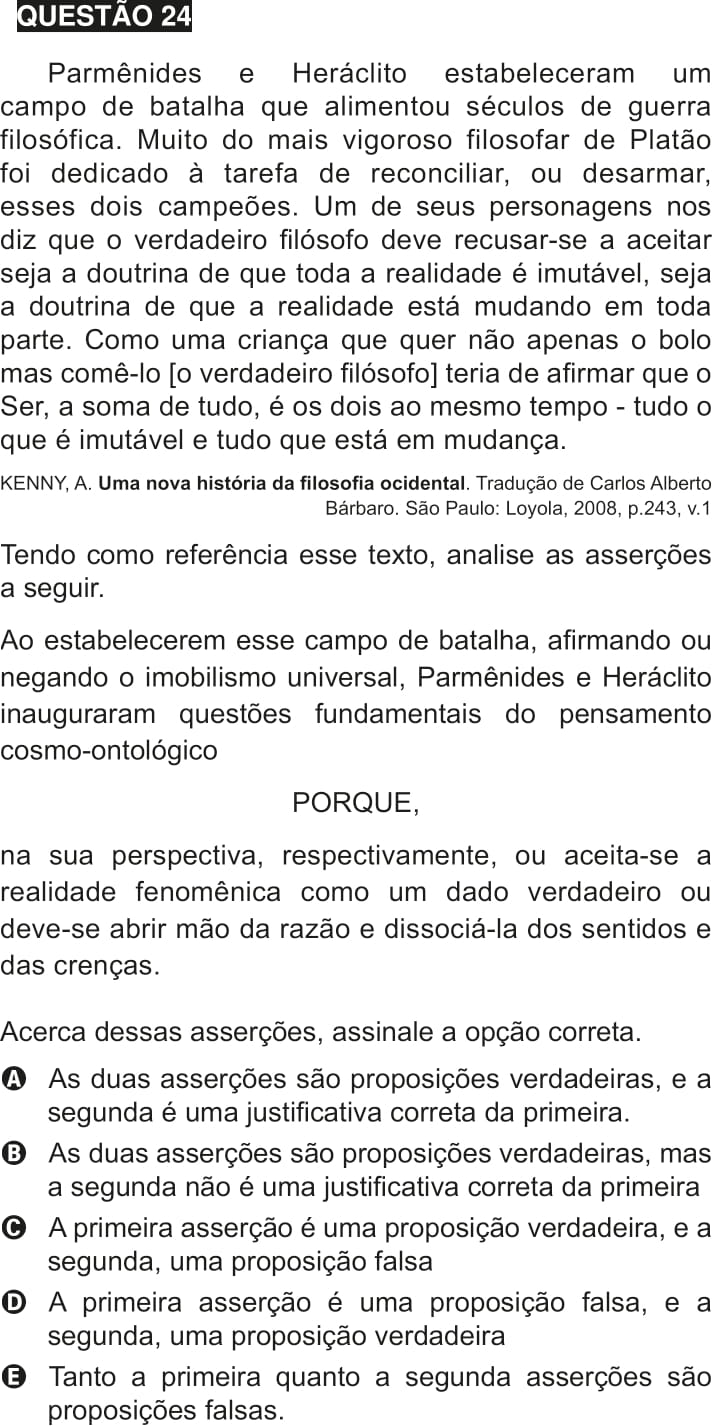 QUESTÃO 24
Parmênides e Heráclito estabeleceram um
campo de batalha que alimentou séculos de guerra
filosófica. Muito do mais vigoroso filosofar de Platão
foi dedicado à tarefa de reconciliar, ou desarmar,
esses dois campeões. Um de seus personagens nos
diz que o verdadeiro filósofo deve recusar-se a aceitar
seja a doutrina de que toda a realidade é imutável, seja
a doutrina de que a realidade está mudando em toda
parte. Como uma criança que quer não apenas o bolo
mas comê-lo [o verdadeiro filósofo] teria de afirmar que o
Ser, a soma de tudo, é os dois ao mesmo tempo - tudo o
que é imutável e tudo que está em mudança.
KENNY, A. Uma nova história da filosofia ocidental. Tradução de Carlos Alberto
Bárbaro. São Paulo: Loyola, 2008, p.243, v.1
Tendo como referência esse texto, analise as asserções
a seguir.
Ao estabelecerem esse campo de batalha, afirmando ou
negando o imobilismo universal, Parmênides e Heráclito
inauguraram questões fundamentais do pensamento
cosmo-ontológico
PORQUE,
na sua perspectiva, respectivamente, ou aceita-se a
realidade fenomênica como um dado verdadeiro ou
deve-se abrir mão da razão e dissociá-la dos sentidos e
das crenças.
Acerca dessas asserções, assinale a opção correta.
A As duas asserções são proposições verdadeiras, e a
segunda é uma justificativa correta da primeira.
B As duas asserções são proposições verdadeiras, mas
a segunda não é uma justificativa correta da primeira
C A primeira asserção é uma proposição verdadeira, e a
segunda, uma proposição falsa
D A primeira asserção é uma proposição falsa, e a
segunda, uma proposição verdadeira
E Tanto a primeira quanto a segunda asserções são
proposições falsas.